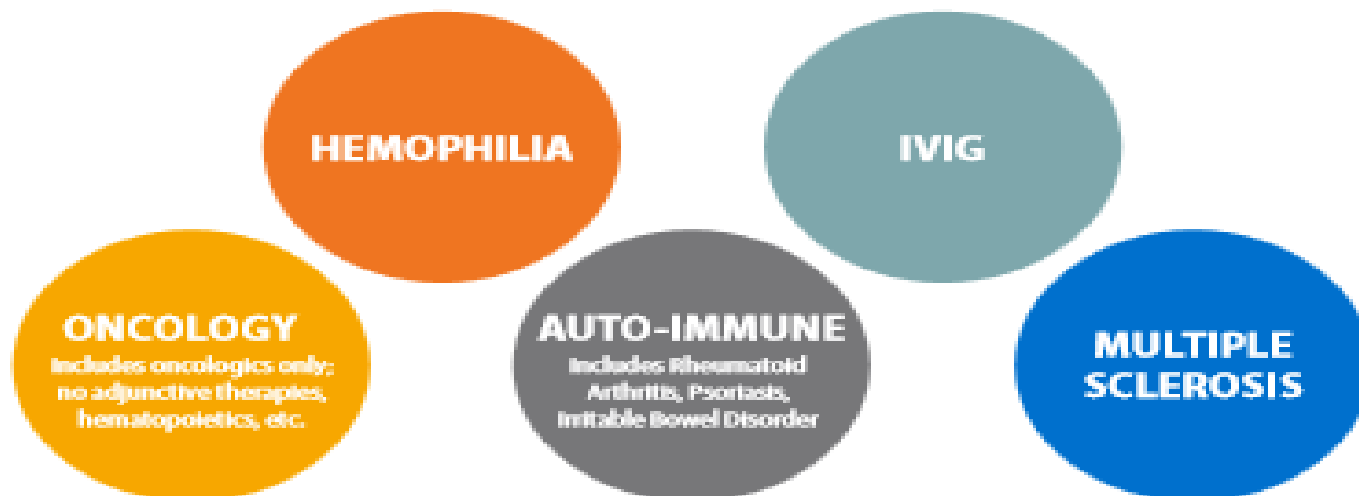 HEMOPHILIA
IVIG
ONCOLOGY
Includes oncologics only;
no adjunctive therapies,
hematopoietics, etc.
AUTO-IMMUNE
Includes Rheumatoid
Arthritis, Psoriasis,
Irritable Bowel Disorder
MULTIPLE
SCLEROSIS